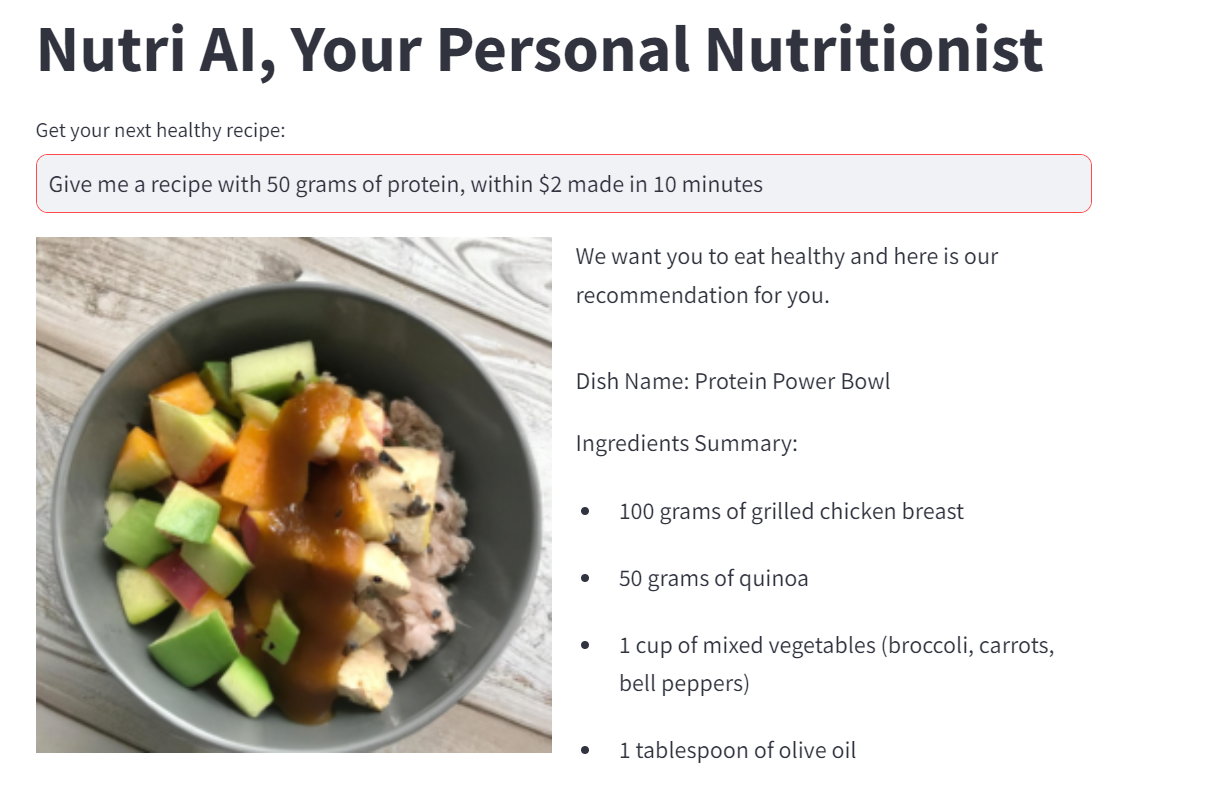 Nutri AI, Your Personal Nutritionist
Get your next healthy recipe:
Give me a recipe with 50 grams of protein, within $2 made in 10 minutes
We want you to eat healthy and here is our
recommendation for you.
Dish Name: Protein Power Bowl
Ingredients Summary:
• 100 grams of grilled chicken breast
• 50 grams of quinoa
• 1 cup of mixed vegetables (broccoli, carrots,
bell peppers)
• 1 tablespoon of olive oil